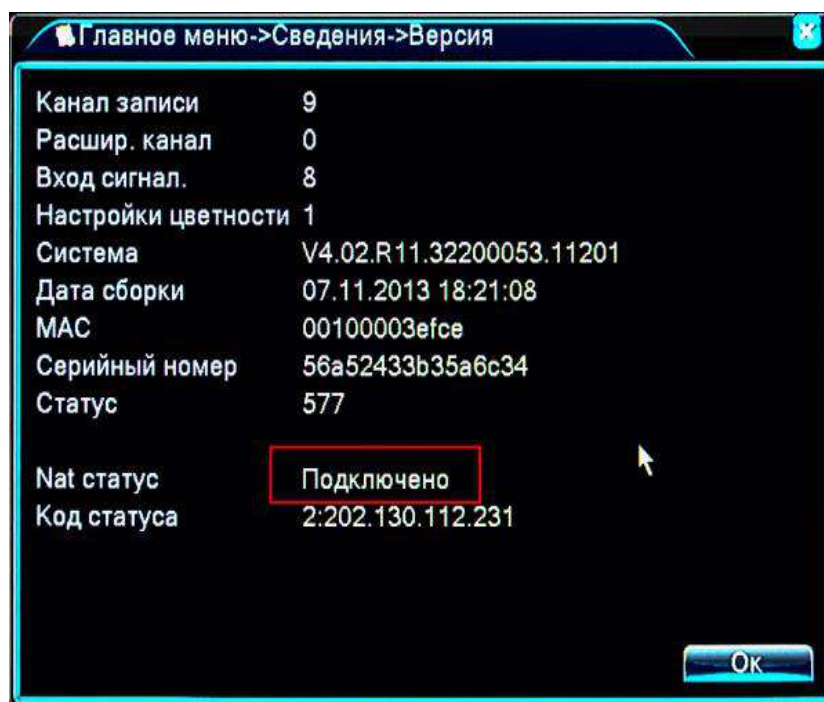 Главное меню->Сведения->Версия
Канал записи 9
Расшир. канал 0
Вход сигнал. 8
Настройки цветности 1
Система V4.02.R11.32200053.11201
Дата сборки 07.11.2013 18:21:08
MAC 00100003efce
Серийный номер 56a52433b35a6c34
Статус 577
Nat статус Подключено
Код статуса 2:202.130.112.231
Ок